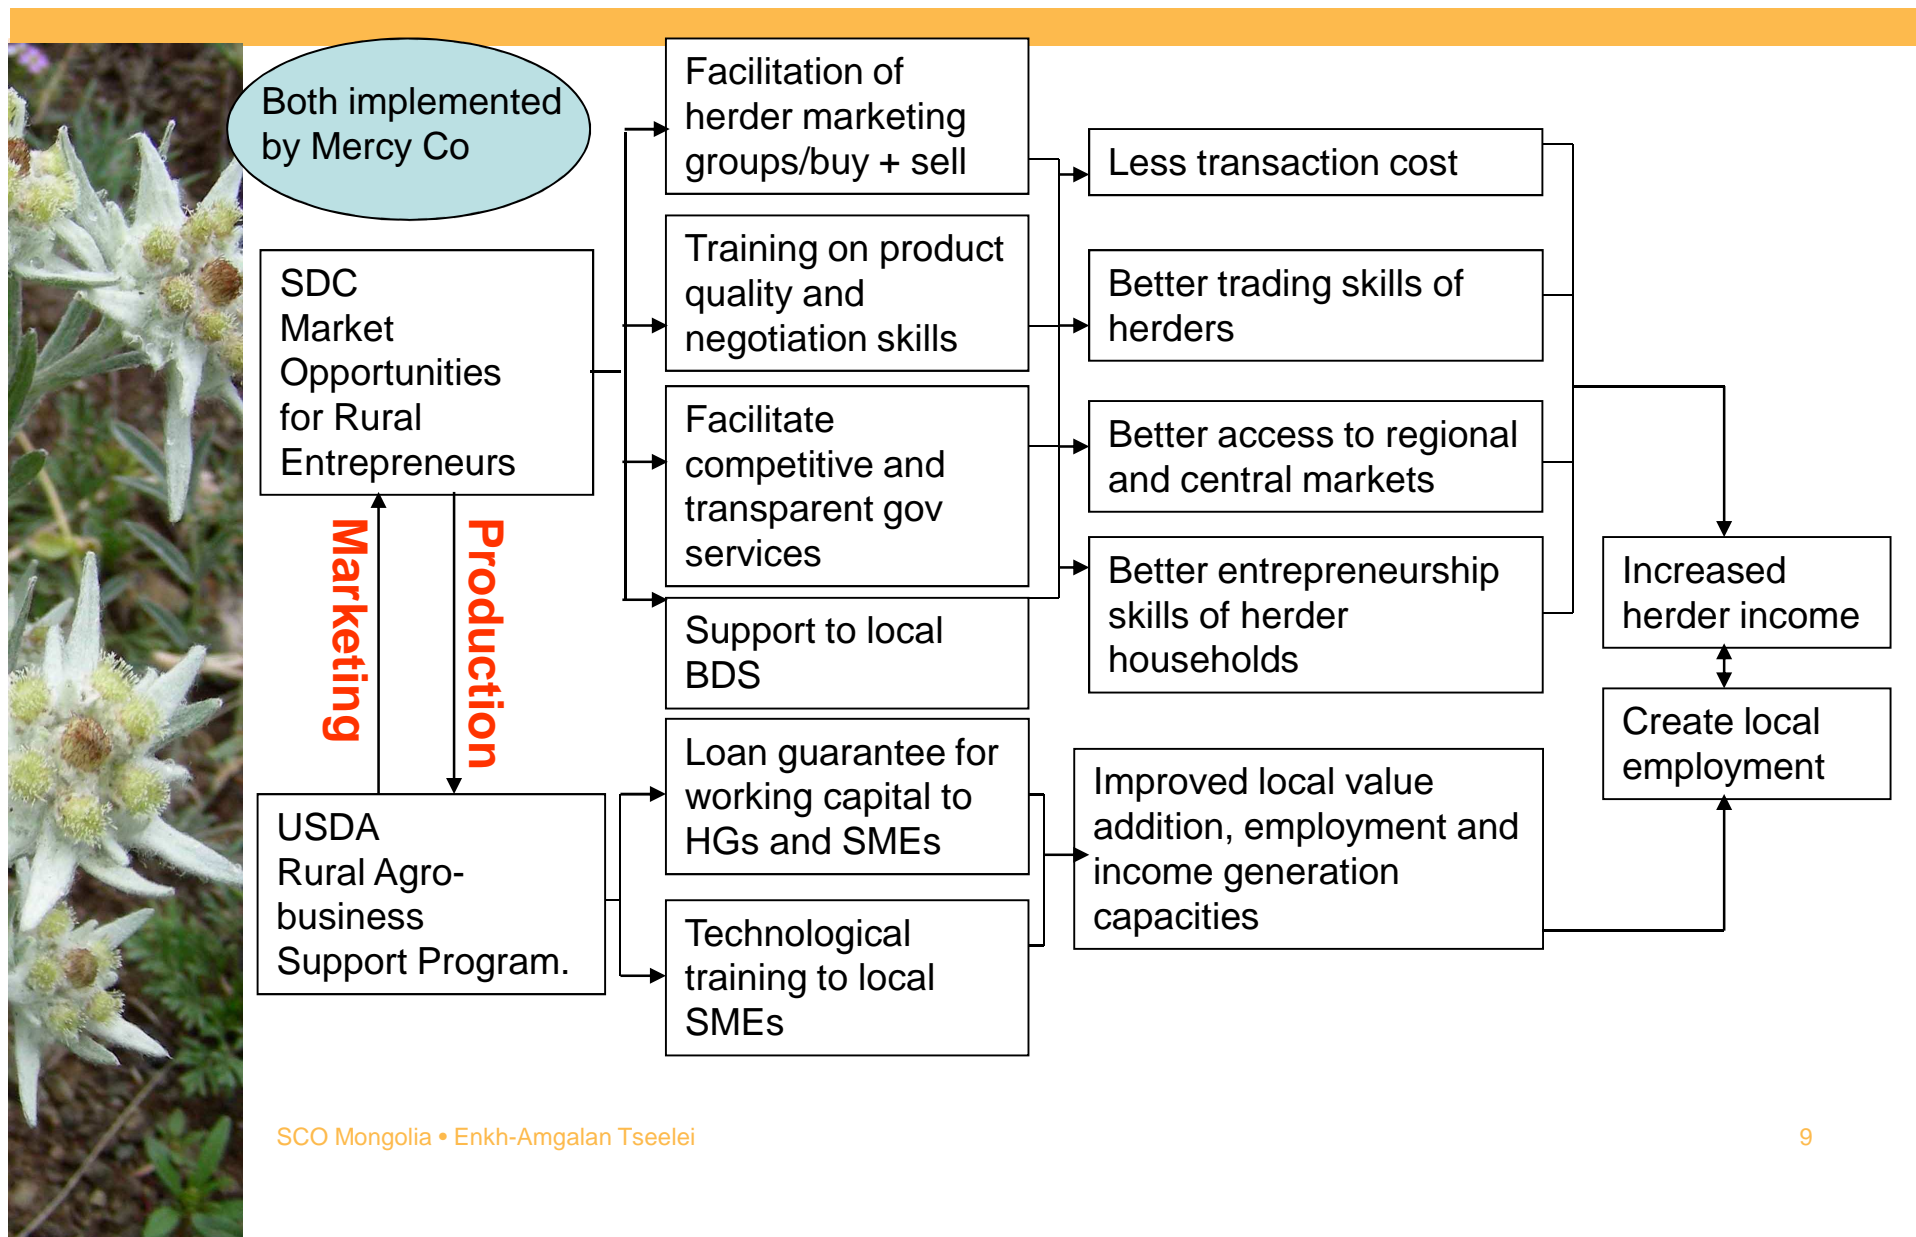 Both implemented
by Mercy Co
SDC
Market
Opportunities
for Rural
Entrepreneurs
Marketing
Production
USDA
Rural Agro-
business
Support Program.
Facilitation of
herder marketing
groups/buy + sell
Training on product
quality and
negotiation skills
Facilitate
competitive and
transparent gov
services
Support to local
BDS
Loan guarantee for
working capital to
HGs and SMEs
Technological
training to local
SMEs
Less transaction cost
Better trading skills of
herders
Better access to regional
and central markets
Better entrepreneurship
skills of herder
households
Improved local value
addition, employment and
income generation
capacities
Increased
herder income
Create local
employment
SCO Mongolia • Enkh-Amgalan Tseelei
9